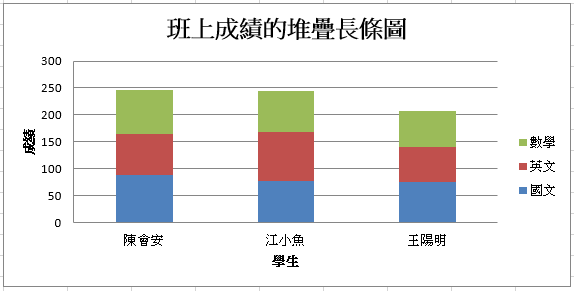 班上成績的堆疊長條圖
300
250
200
150
100
50
0
成績
陳會安
江小魚
王陽明
學生
數學
英文
國文